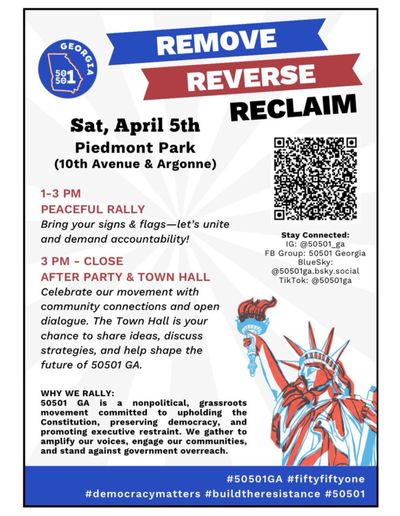 GEORGIA
50
50
1
REMOVE
REVERSE
RECLAIM
Sat, April 5th
Piedmont Park
(10th Avenue & Argonne)
1-3 PM
PEACEFUL RALLY
Bring your signs & flags—let's unite
and demand accountability!
3 PM - CLOSE
AFTER PARTY & TOWN HALL
Celebrate our movement with
community connections and open
dialogue. The Town Hall is your
chance to share ideas, discuss
strategies, and help shape the
future of 50501 GA.
Stay Connected:
IG: @50501_ga
FB Group: 50501 Georgia
BlueSky:
@50501ga.bsky.social
TikTok: @50501ga
WHY WE RALLY:
50501 GA is a nonpolitical, grassroots
movement committed to upholding the
Constitution, preserving democracy, and
promoting executive restraint. We gather to
amplify our voices, engage our communities,
and stand against government overreach.
#50501GA #fiftyfiftyone
#democracymatters #buildtheresistance #50501